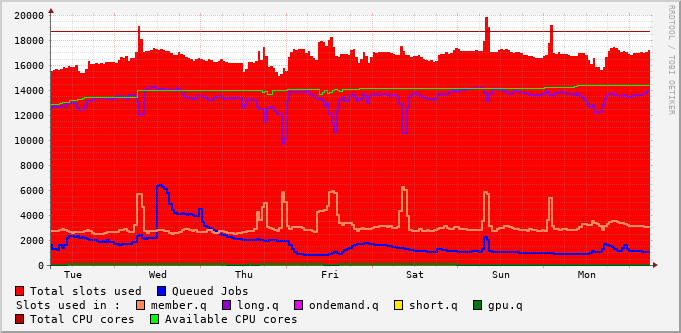 20000
18000
16000
14000
12000
10000
8000
6000
4000
2000
0
Tue Wed Thu Fri Sat Sun Mon
RRDTOOL / TOBI OETIKER
Total slots used Queued Jobs
Slots used in : member.q long.q ondemand.q short.q gpu.q
Total CPU cores Available CPU cores